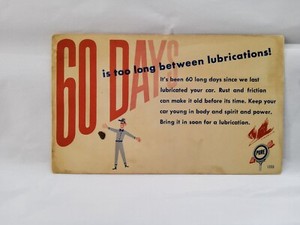 60 DAYS
is too long between lubrications!
It's been 60 long days since we last
lubricated your car. Rust and friction
can make it old before its time. Keep your
car young in body and spirit and power.
Bring it in soon for a lubrication.
PURE